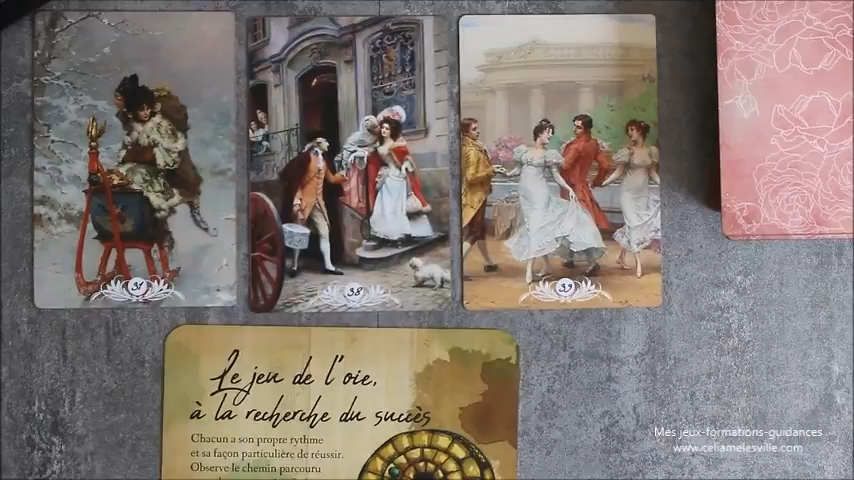 31
38
39
Le jeu de l'oie,
à la recherche du succès
Chacun a son propre rythme
et sa façon particulière de réussir.
Observe le chemin parcouru
Mes jeux-formations-guidances
www.celiamelesville.com